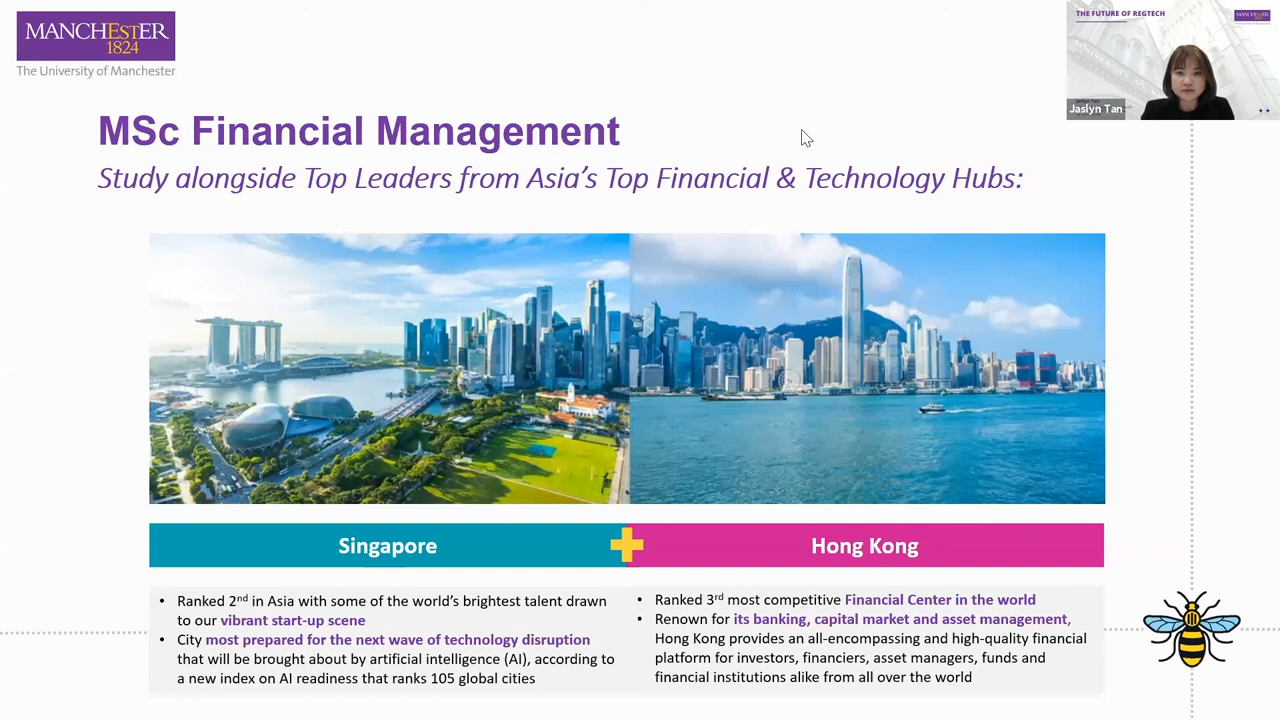 MANCHESTER
1824
The University of Manchester
THE FUTURE OF REGTECH
Jaslyn Tan
MSc Financial Management
Study alongside Top Leaders from Asia's Top Financial & Technology Hubs:
Singapore
Hong Kong
• Ranked 2nd in Asia with some of the world's brightest talent drawn
to our vibrant start-up scene
• City most prepared for the next wave of technology disruption
that will be brought about by artificial intelligence (AI), according to
a new index on AI readiness that ranks 105 global cities
• Ranked 3rd most competitive Financial Center in the world
• Renown for its banking, capital market and asset management,
Hong Kong provides an all-encompassing and high-quality financial
platform for investors, financiers, asset managers, funds and
financial institutions alike from all over the world